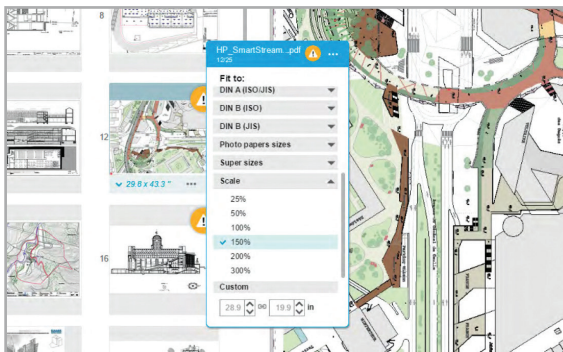 8
HP_SmartStream...pdf
12/25
Fit to:
DIN A (ISO/JIS)
DIN B (ISO)
DIN B (JIS)
Photo papers sizes
Super sizes
Scale
25%
50%
100%
150%
200%
300%
Custom
28.9 19.9 in
12
29.6 x 43.3 "
16